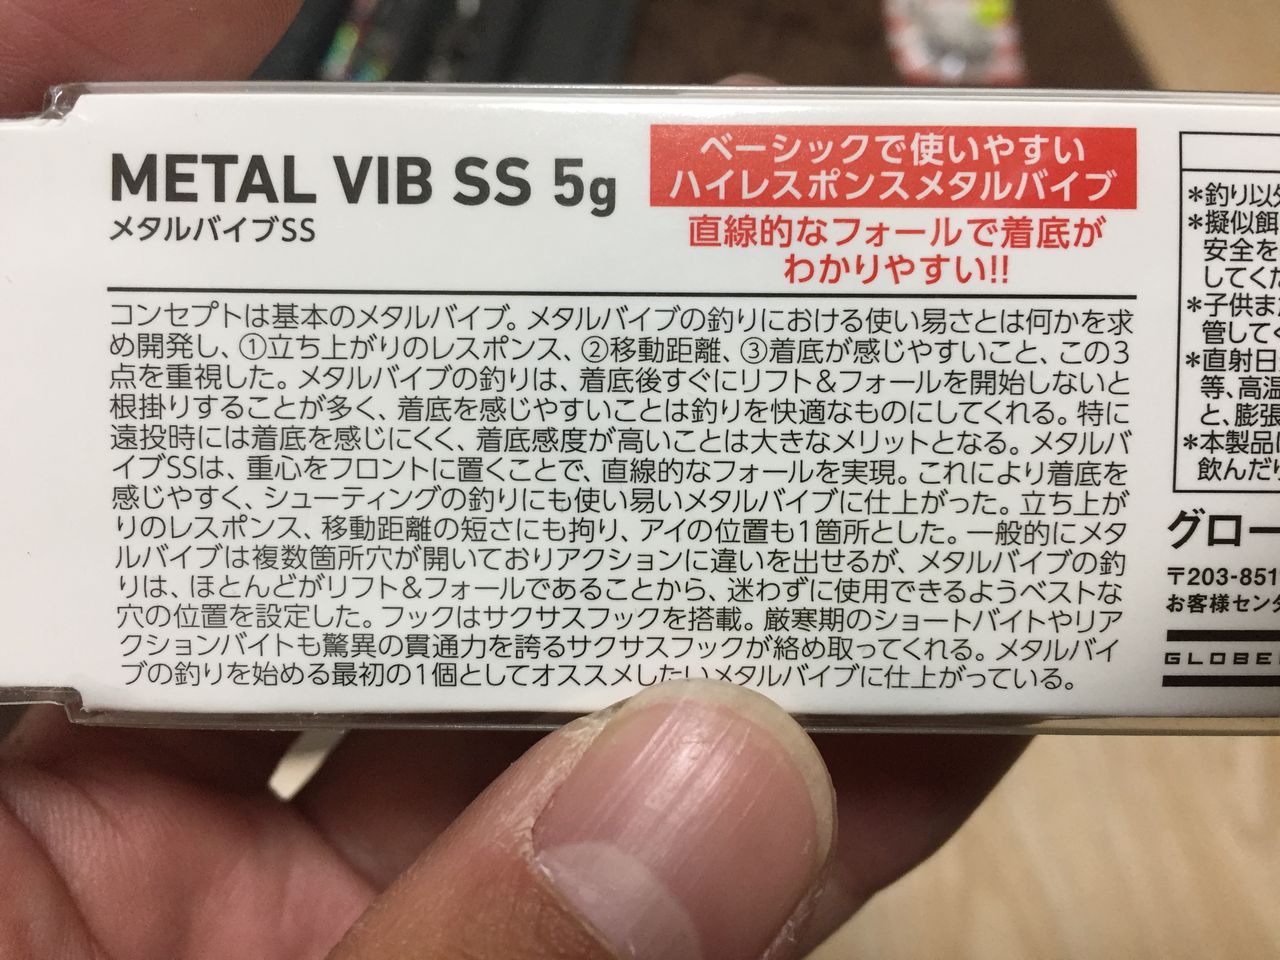 METAL VIB SS 5g
メタルバイブSS
ベーシックで使いやすい
ハイレスポンスメタルバイブ
直線的なフォールで着底が
わかりやすい!!
コンセプトは基本のメタルバイブ。メタルバイブの釣りにおける使い易さとは何かを求
め開発し、①立ち上がりのレスポンス、②移動距離、③着底が感じやすいこと、この3
点を重視した。メタルバイブの釣りは、着底後すぐにリフト&フォールを開始しないと
根掛りすることが多く、着底を感じやすいことは釣りを快適なものにしてくれる。特に
遠投時には着底を感じにくく、着底感度が高いことは大きなメリットとなる。メタルバ
イブSSは、重心をフロントに置くことで、直線的なフォールを実現。これにより着底を
感じやすく、シューティングの釣りにも使い易いメタルバイブに仕上がった。立ち上が
りのレスポンス、移動距離の短さにも拘り、アイの位置も1箇所とした。一般的にメタ
ルバイブは複数箇所穴が開いておりアクションに違いを出せるが、メタルバイブの釣
りは、ほとんどがリフト&フォールであることから、迷わずに使用できるようベストな
穴の位置を設定した。フックはサクサスフックを搭載。厳寒期のショートバイトやリア
クションバイトも驚異の貫通力を誇るサクサスフックが絡め取ってくれる。メタルバイ
ブの釣りを始める最初の1個としてオススメしたいメタルバイブに仕上がっている。
*釣り以外
*擬似餌
安全を
してくだ
*子供ま
管してく
*直射日
等、高温
と、膨張
*本製品
飲んだり
グロー
〒203-851
お客様センタ
GLOBE